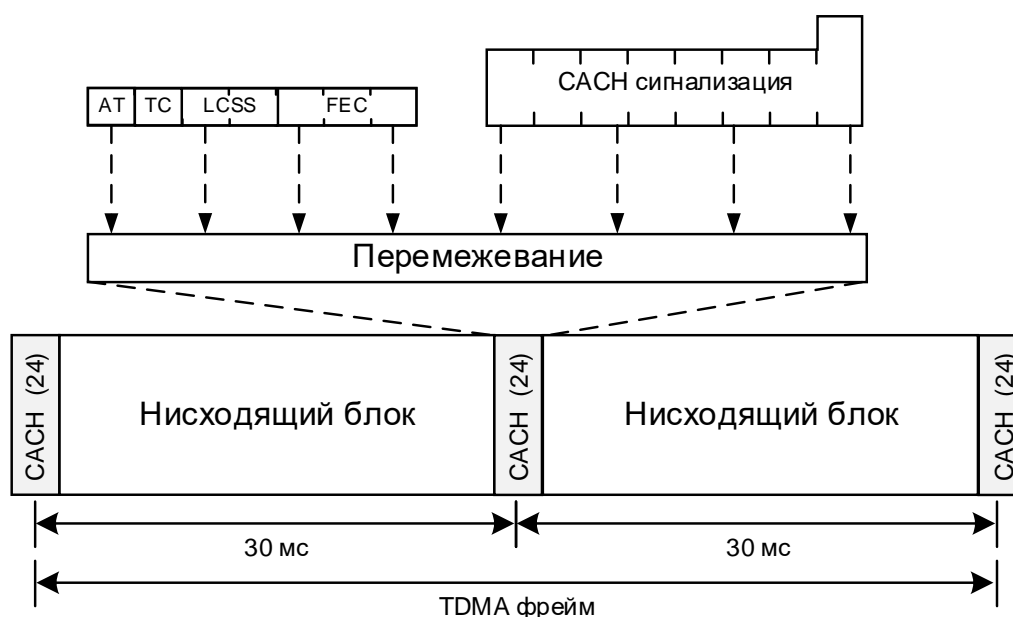 AT TC LCSS FEC
CACH сигнализация
Перемежевание
CACH (24)
Нисходящий блок
CACH (24)
Нисходящий блок
CACH (24)
30 мс
30 мс
TDMA фрейм